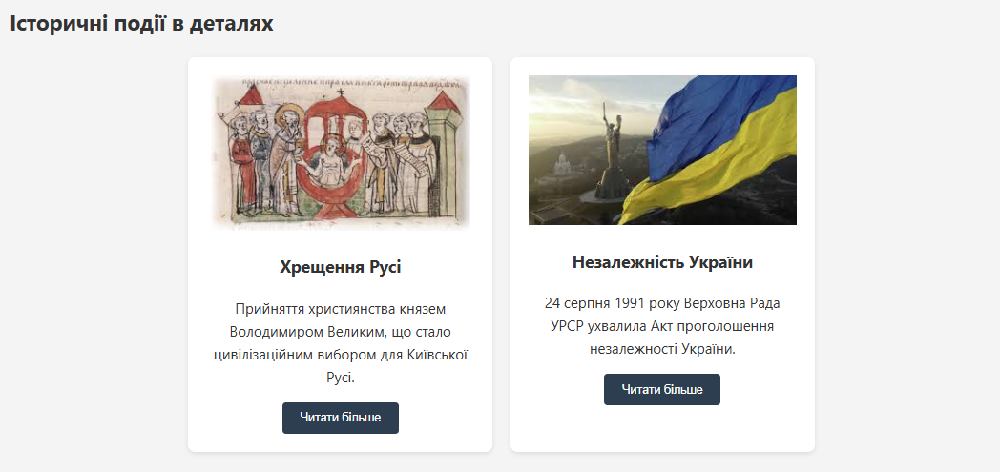 Історичні події в деталях
Хрещення Русі
Прийняття християнства князем
Володимиром Великим, що стало
цивілізаційним вибором для Київської
Русі.
Читати більше
Незалежність України
24 серпня 1991 року Верховна Рада
УРСР ухвалила Акт проголошення
незалежності України.
Читати більше